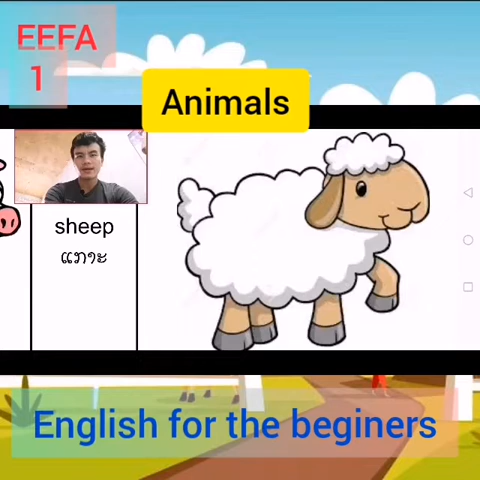 EEFA
1
Animals
sheep
ແກະ
English for the beginers